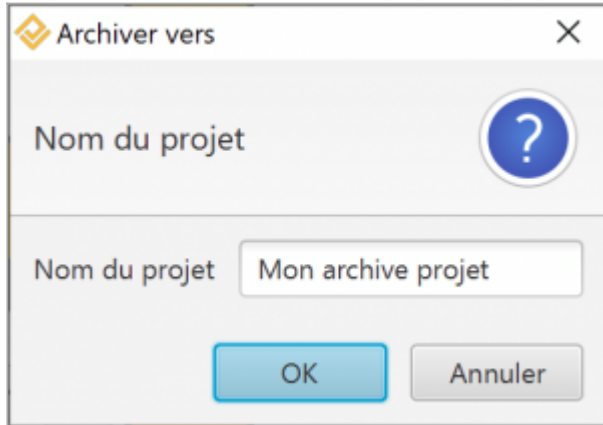 Archiver vers
Nom du projet
Nom du projet Mon archive projet
OK Annuler